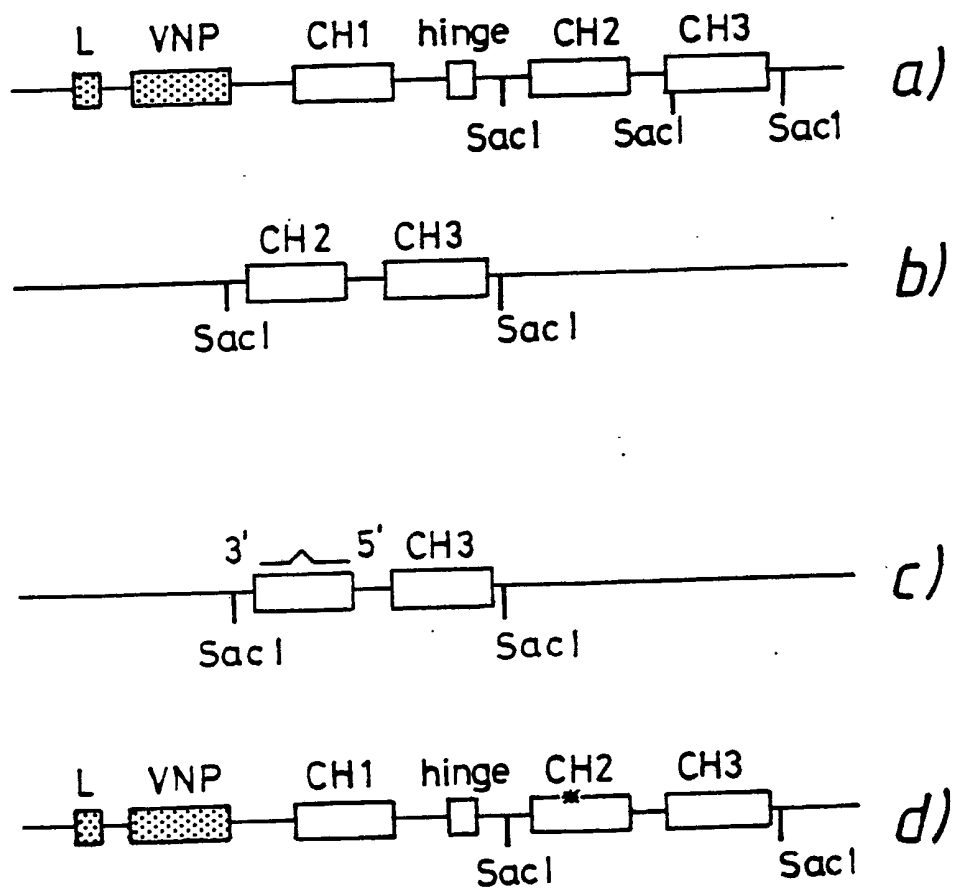 L VNP CH1 hinge CH2 CH3
a)
SacI SacI Sac1
CH2 CH3
b)
SacI SacI
3' 5' CH3
c)
SacI SacI
L VNP CH1 hinge CH2 CH3
*
d)
SacI SacI